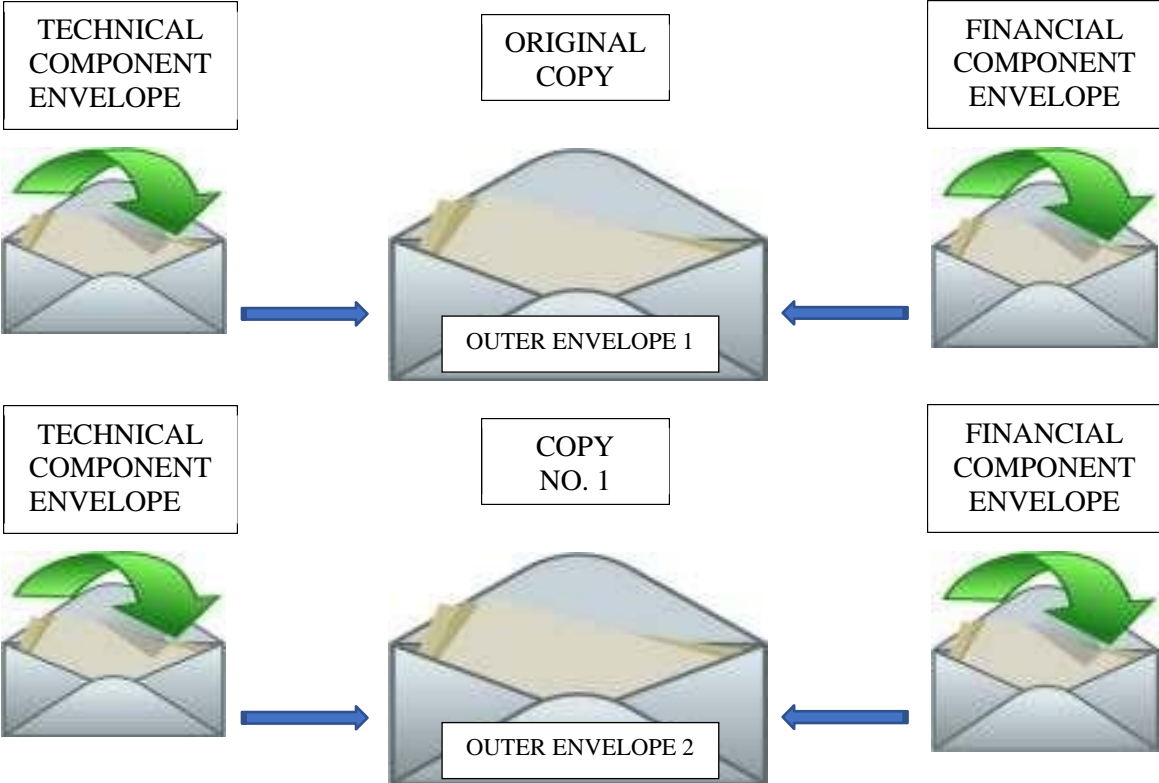 TECHNICAL
COMPONENT
ENVELOPE
ORIGINAL
COPY
FINANCIAL
COMPONENT
ENVELOPE
OUTER ENVELOPE 1
TECHNICAL
COMPONENT
ENVELOPE
COPY
NO. 1
FINANCIAL
COMPONENT
ENVELOPE
OUTER ENVELOPE 2